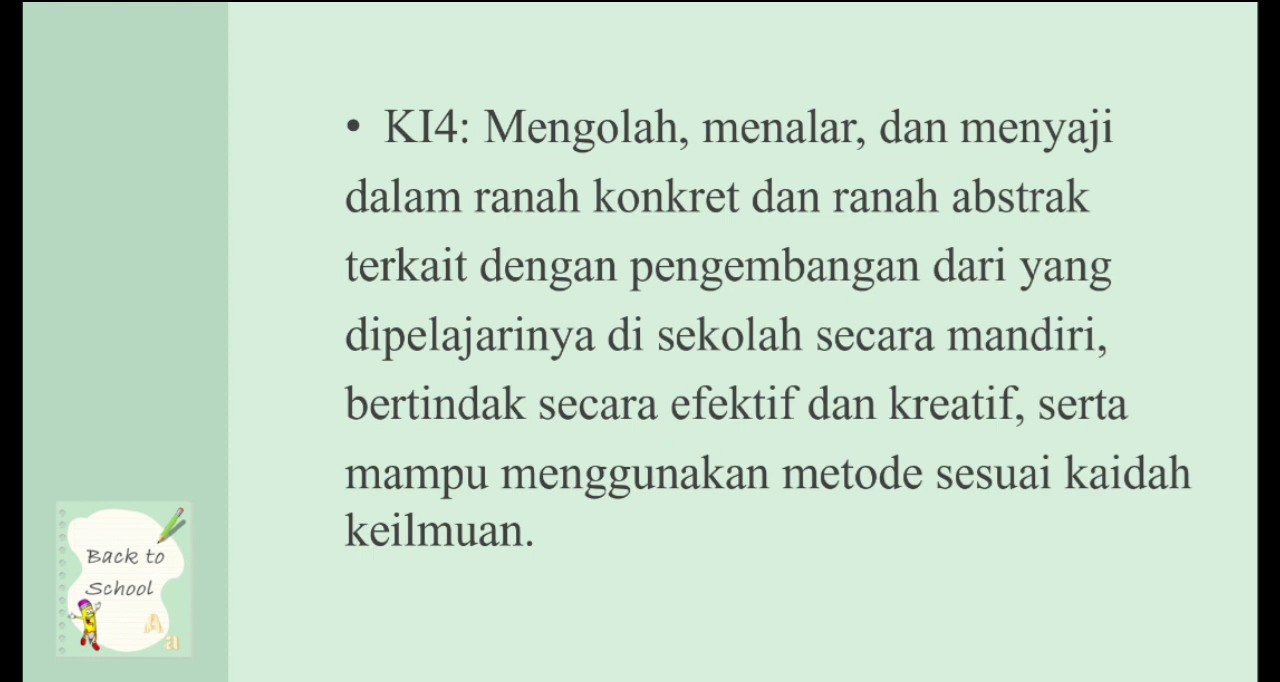 • KI4: Mengolah, menalar, dan menyaji
dalam ranah konkret dan ranah abstrak
terkait dengan pengembangan dari yang
dipelajarinya di sekolah secara mandiri,
bertindak secara efektif dan kreatif, serta
mampu menggunakan metode sesuai kaidah
keilmuan.
Back to
School
A
a